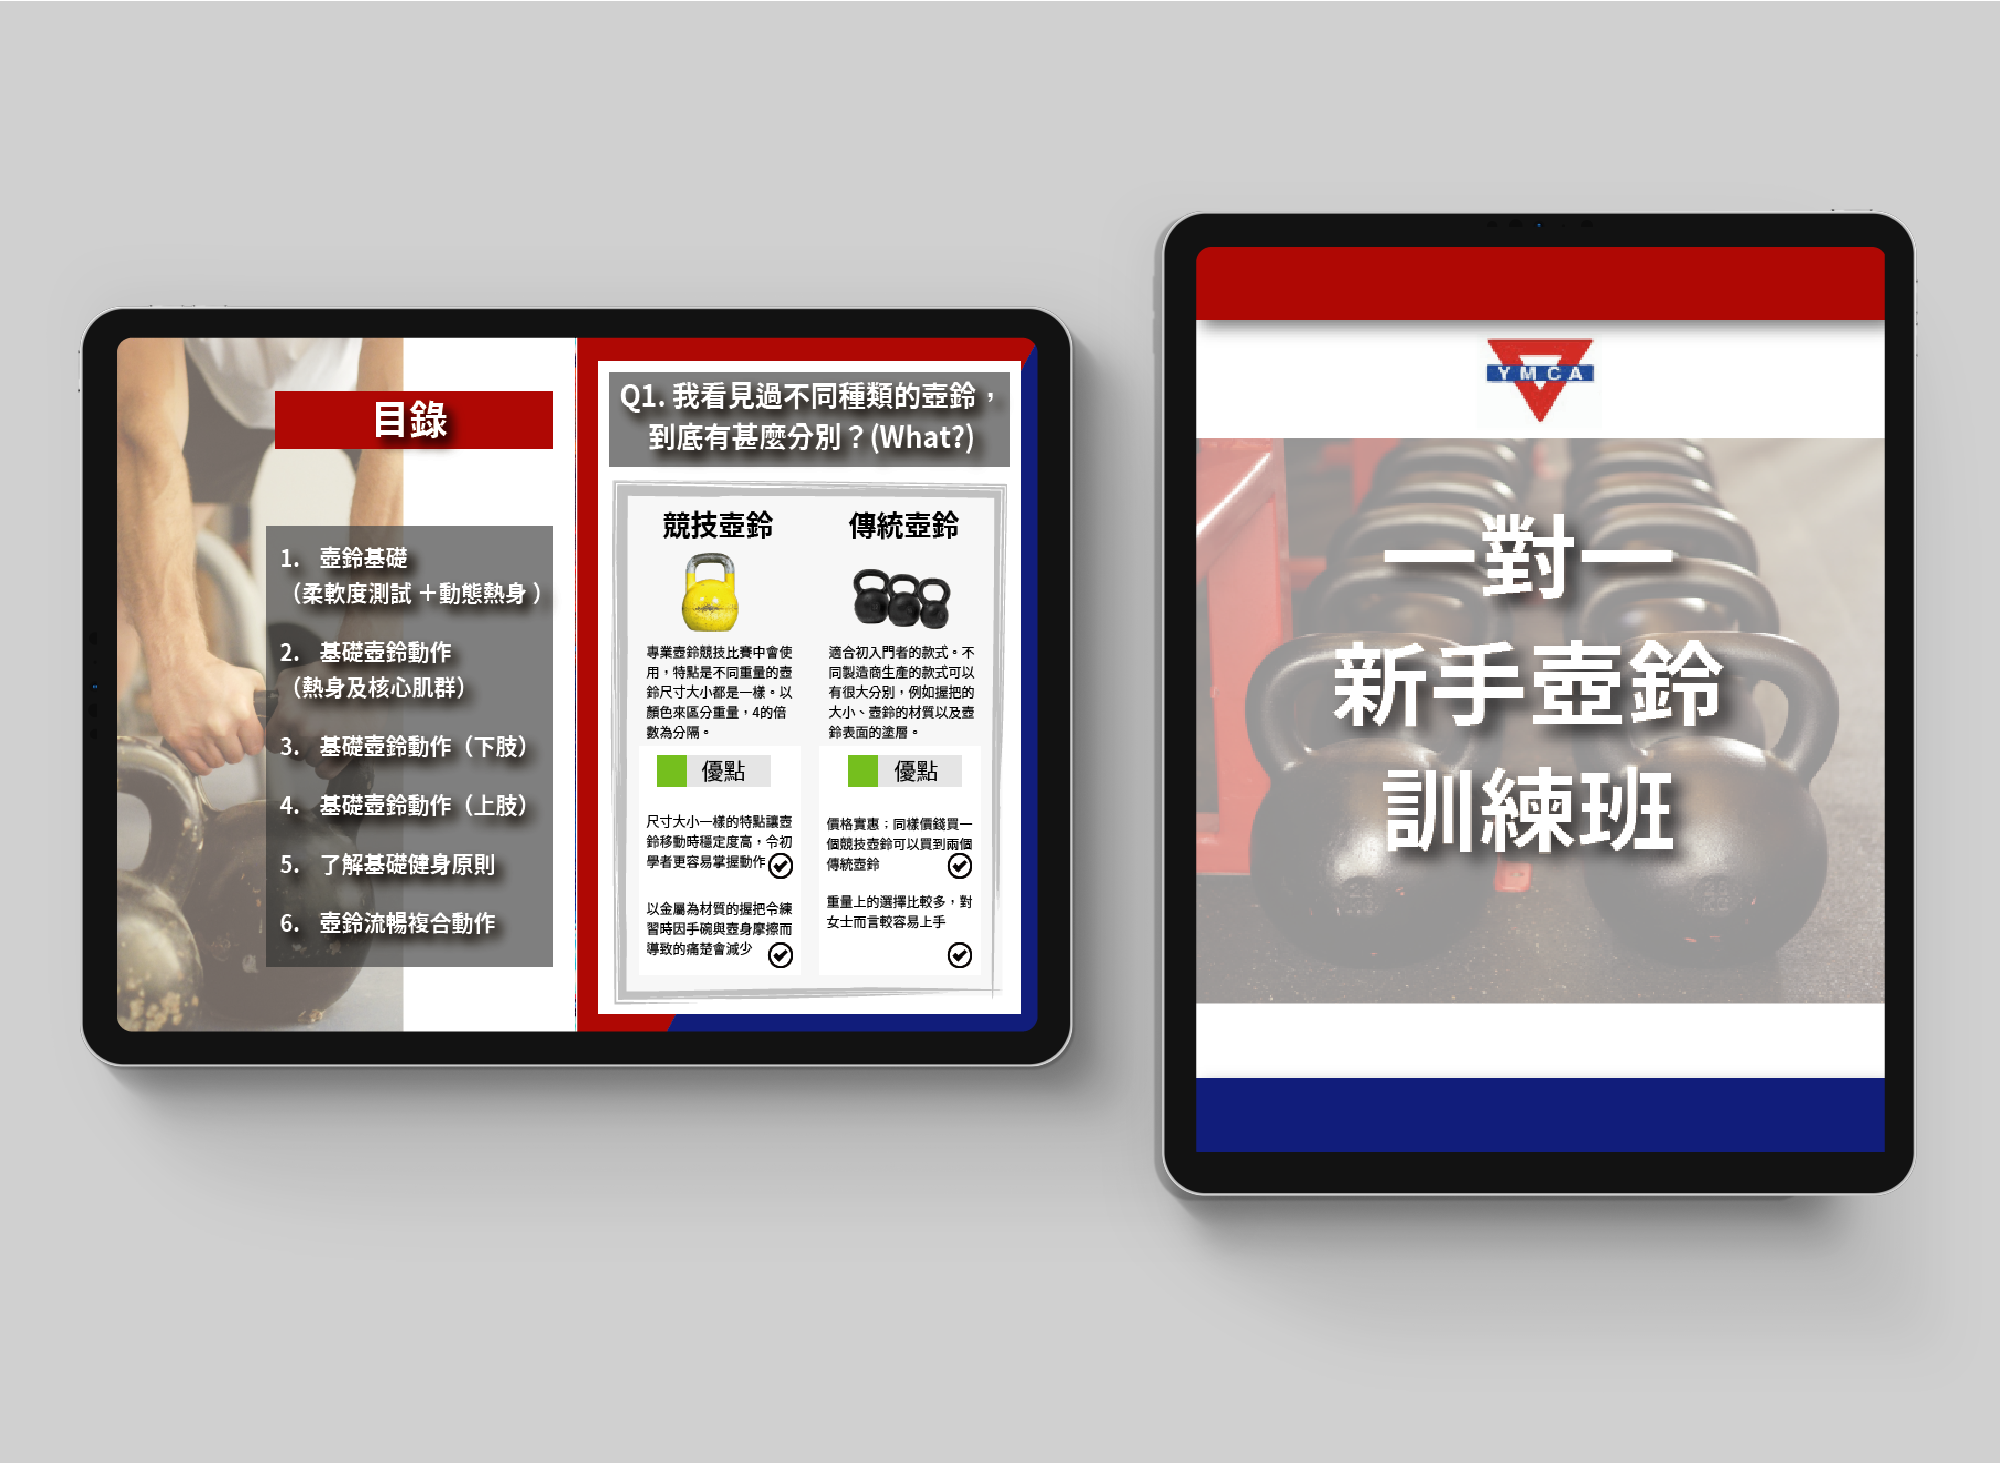 目錄
1. 壺鈴基礎
（柔軟度測試＋動態熱身）
2. 基礎壺鈴動作
（熱身及核心肌群）
3. 基礎壺鈴動作（下肢）
4. 基礎壺鈴動作（上肢）
5. 了解基礎健身原則
6. 壺鈴流暢複合動作
Q1. 我看見過不同種類的壺鈴，
到底有甚麼分別？(What?)
競技壺鈴
專業壺鈴競技比賽中會使
用，特點是不同重量的壺
鈴尺寸大小都是一樣。以
顏色來區分重量，4的倍
數為分隔。
優點
尺寸大小一樣的特點讓壺
鈴移動時穩定度高，令初
學者更容易掌握動作
以金屬為材質的握把令練
習時因手碗與壺身摩擦而
導致的痛楚會減少
傳統壺鈴
適合初入門者的款式。不
同製造商生產的款式可以
有很大分別，例如握把的
大小、壺鈴的材質以及壺
鈴表面的塗層。
優點
價格實惠；同樣價錢買一
個競技壺鈴可以買到兩個
傳統壺鈴
重量上的選擇比較多，對
女士而言較容易上手
YMCA
一對一
新手壺鈴
訓練班